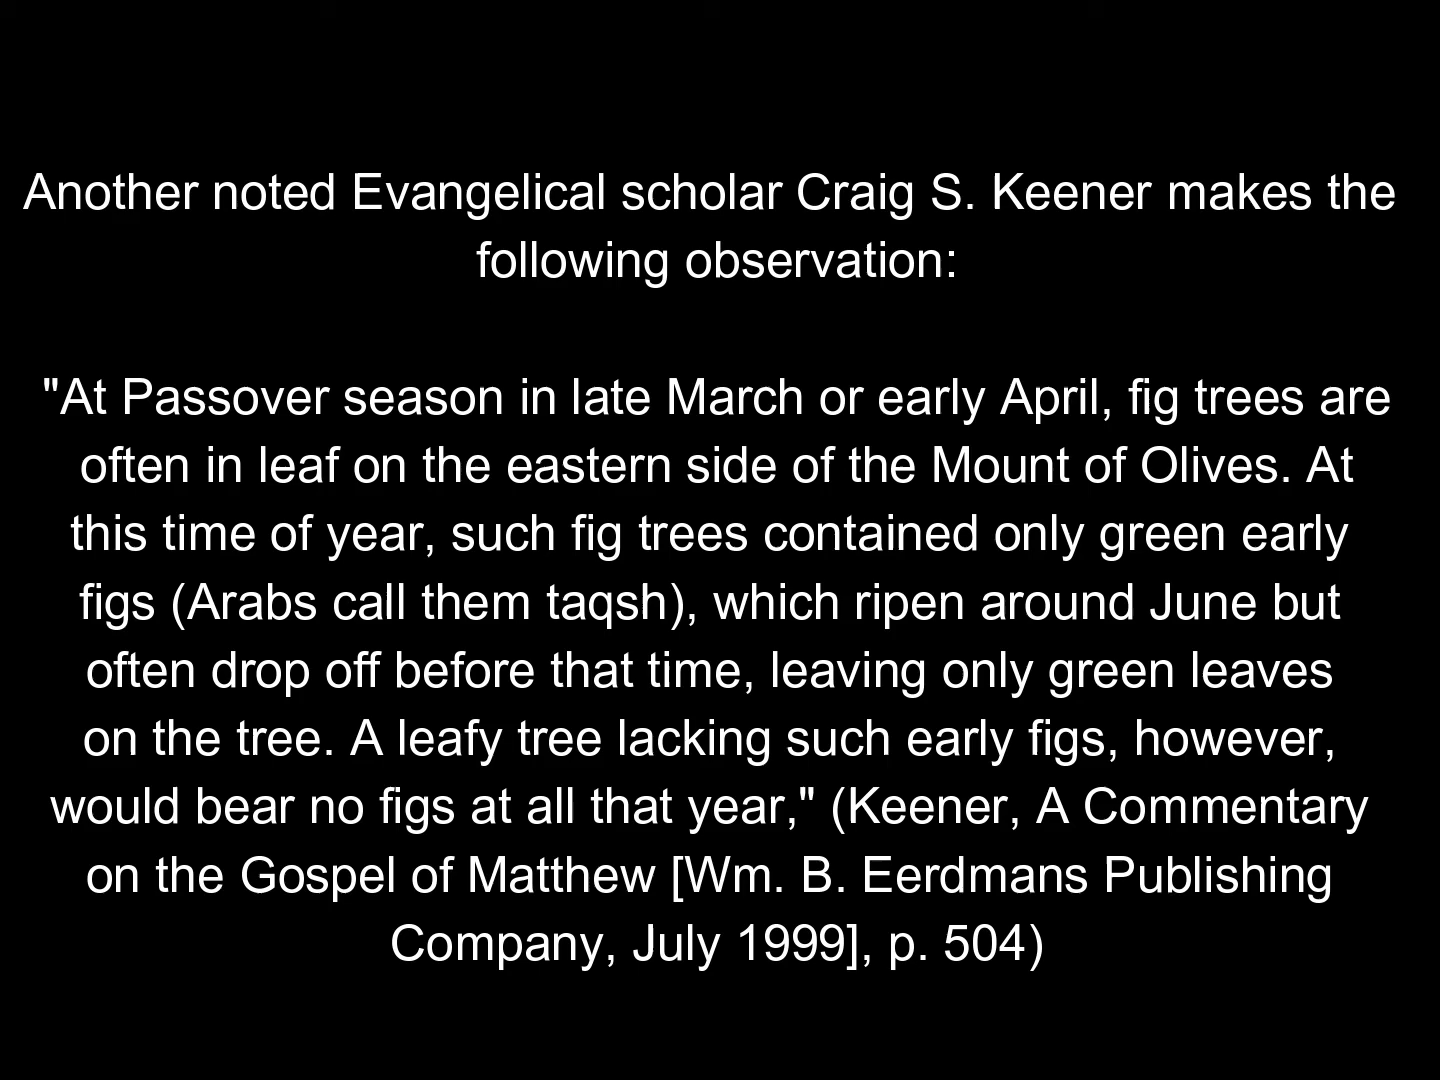 Another noted Evangelical scholar Craig S. Keener makes the
following observation:
"At Passover season in late March or early April, fig trees are
often in leaf on the eastern side of the Mount of Olives. At
this time of year, such fig trees contained only green early
figs (Arabs call them taqsh), which ripen around June but
often drop off before that time, leaving only green leaves
on the tree. A leafy tree lacking such early figs, however,
would bear no figs at all that year," (Keener, A Commentary
on the Gospel of Matthew [Wm. B. Eerdmans Publishing
Company, July 1999], p. 504)